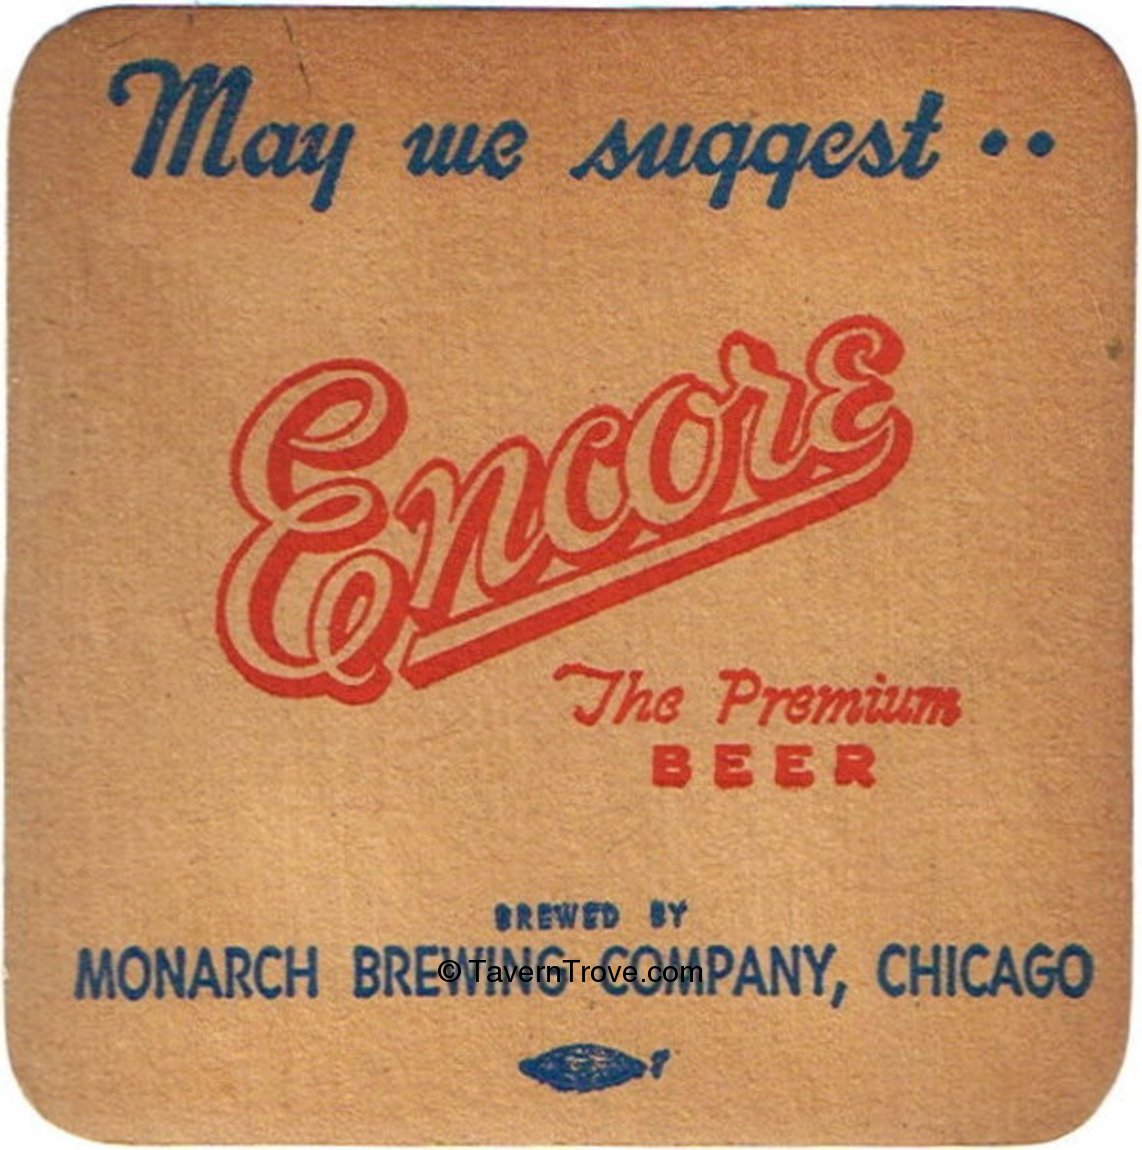 May we suggest ..
Encore
The Premium
BEER
BREWED BY
MONARCH BREWING COMPANY, CHICAGO
© TavernTrove.com